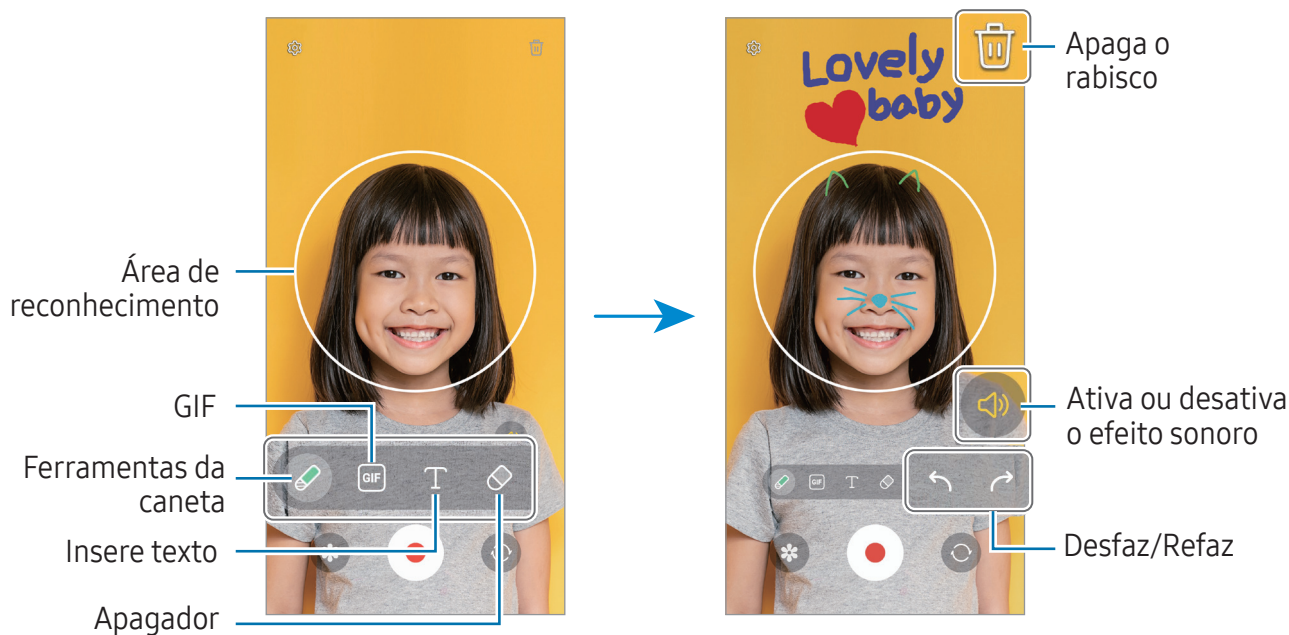 Área de
reconhecimento
GIF
Ferramentas da
caneta
Insere texto
Apagador
GIF
Lovely
baby
GIF
Apaga o
rabisco
Ativa ou desativa
o efeito sonoro
Desfaz/Refaz